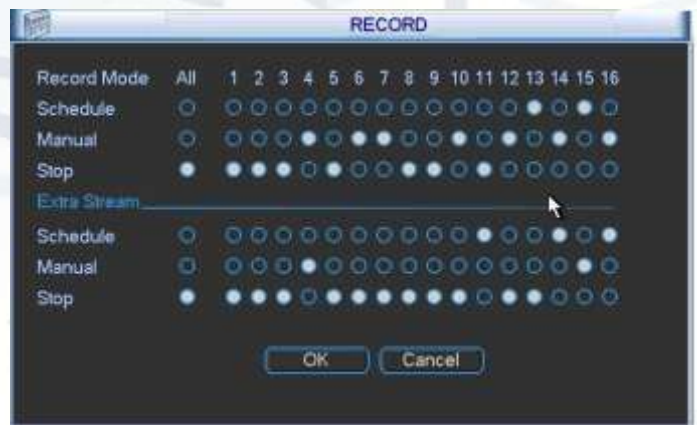 RECORD
Record Mode All 1 2 3 4 5 6 7 8 9 10 11 12 13 14 15 16
Schedule
Manual
Stop
Extra Stream
Schedule
Manual
Stop
OK Cancel